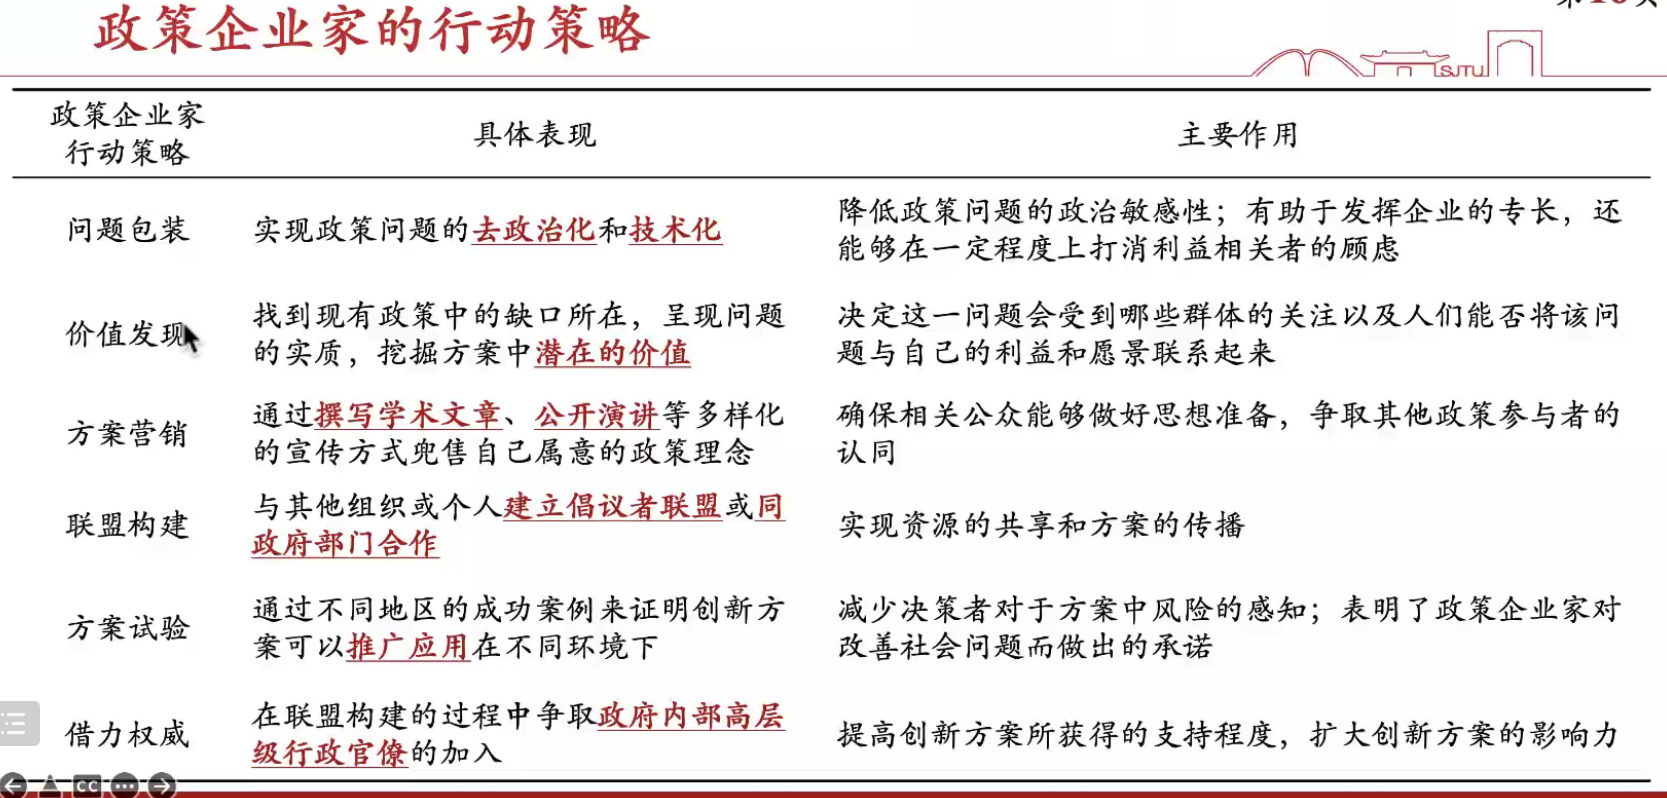 第16页
政策企业家的行动策略
SJTU
政策企业家
行动策略
具体表现
主要作用
问题包装
实现政策问题的去政治化和技术化
降低政策问题的政治敏感性；有助于发挥企业的专长，还
能够在一定程度上打消利益相关者的顾虑
价值发现
找到现有政策中的缺口所在，呈现问题
的实质，挖掘方案中潜在的价值
决定这一问题会受到哪些群体的关注以及人们能否将该问
题与自己的利益和愿景联系起来
方案营销
通过撰写学术文章、公开演讲等多样化
的宣传方式兜售自己属意的政策理念
确保相关公众能够做好思想准备，争取其他政策参与者的
认同
联盟构建
与其他组织或个人建立倡议者联盟或同
政府部门合作
实现资源的共享和方案的传播
方案试验
通过不同地区的成功案例来证明创新方
案可以推广应用在不同环境下
减少决策者对于方案中风险的感知；表明了政策企业家对
改善社会问题而做出的承诺
借力权威
在联盟构建的过程中争取政府内部高层
级行政官僚的加入
提高创新方案所获得的支持程度，扩大创新方案的影响力
CC